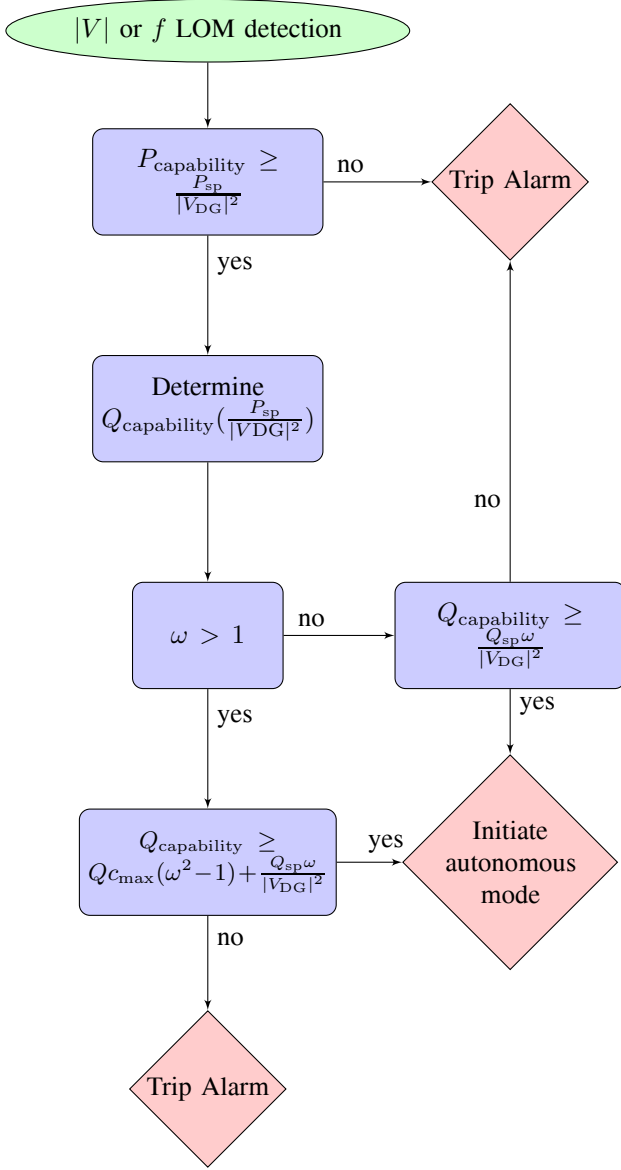 |V| or f LOM detection
P_capability ≥
P_sp / |V_DG|^2
no
Trip Alarm
yes
Determine
Q_capability(P_sp / |VDG|^2)
no
ω > 1
no
Q_capability ≥
Q_sp ω / |V_DG|^2
yes
yes
Q_capability ≥
Qc_max(ω^2−1)+Q_sp ω / |V_DG|^2
yes
Initiate
autonomous
mode
no
Trip Alarm